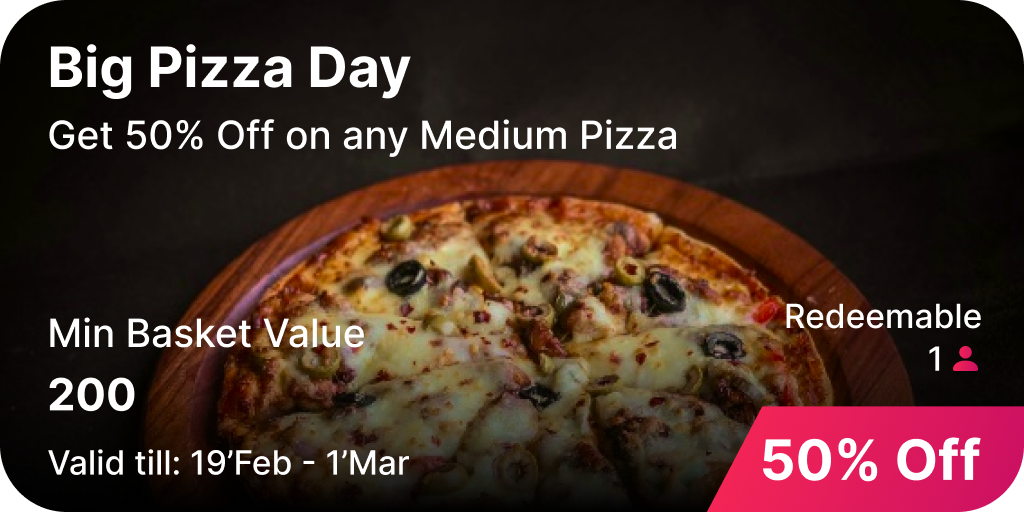 Big Pizza Day
Get 50% Off on any Medium Pizza
Min Basket Value
200
Valid till: 19’Feb - 1’Mar
Redeemable
1
50% Off